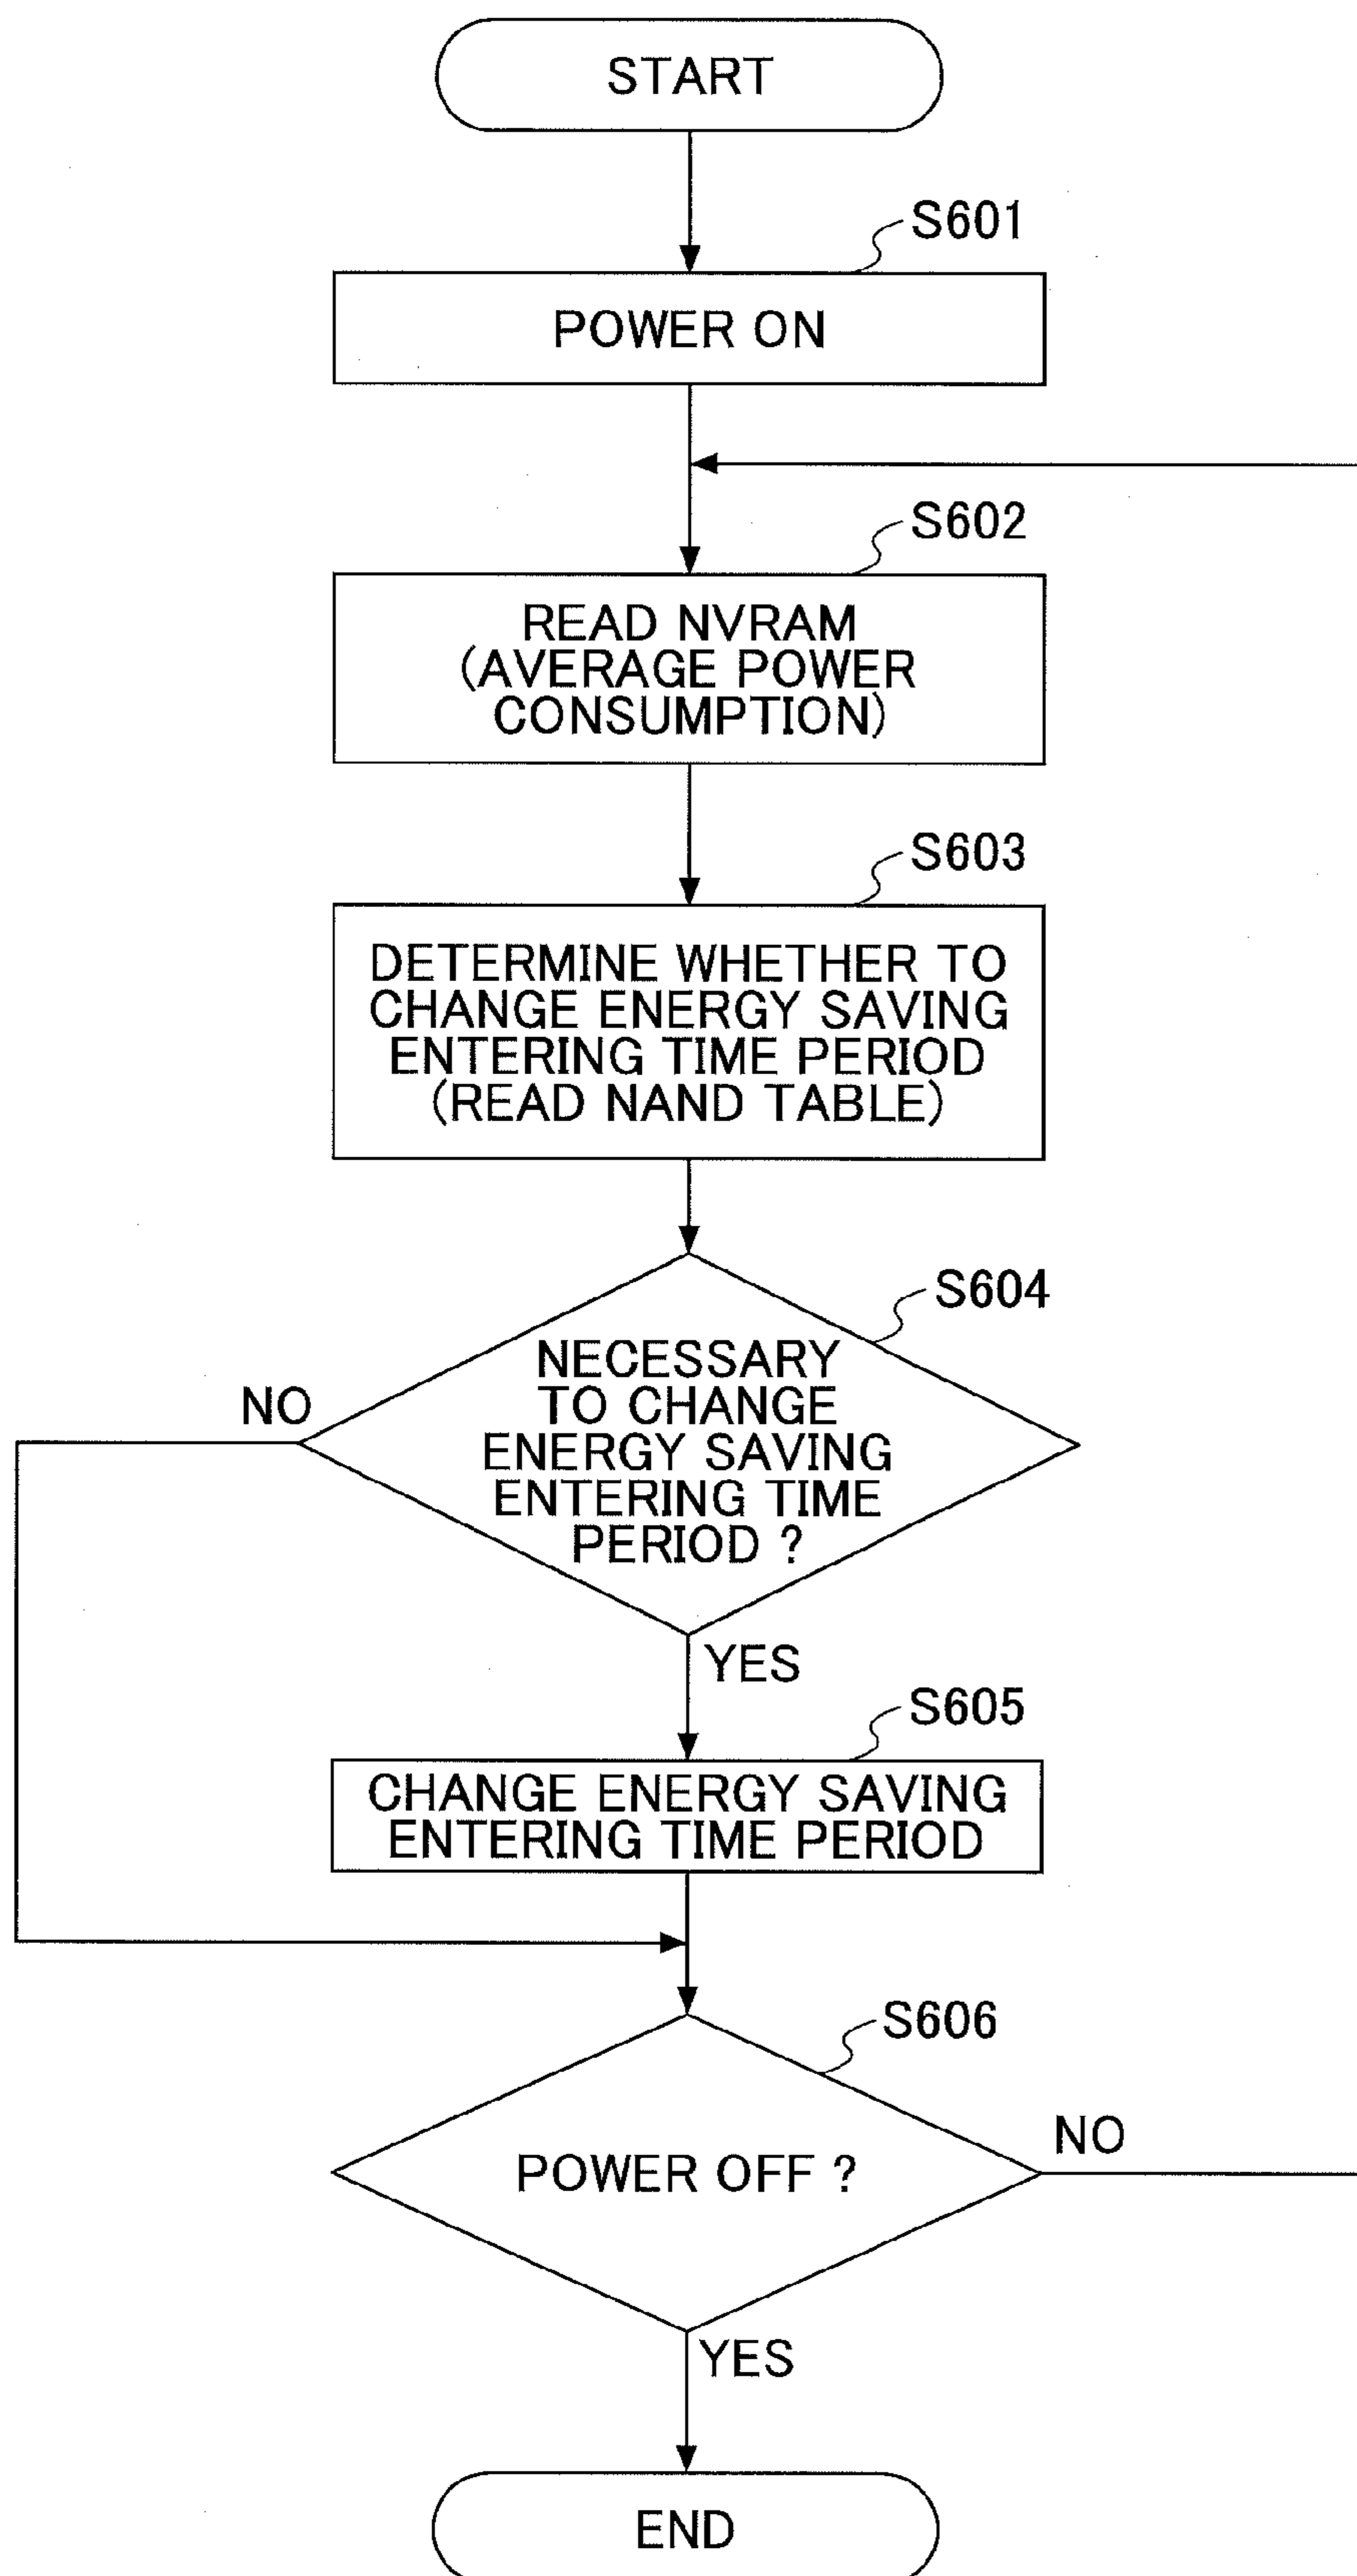 START
S601
POWER ON
S602
READ NVRAM
(AVERAGE POWER
CONSUMPTION)
S603
DETERMINE WHETHER TO
CHANGE ENERGY SAVING
ENTERING TIME PERIOD
(READ NAND TABLE)
S604
NECESSARY
TO CHANGE
ENERGY SAVING
ENTERING TIME
PERIOD ?
NO
YES
S605
CHANGE ENERGY SAVING
ENTERING TIME PERIOD
S606
POWER OFF ?
NO
YES
END